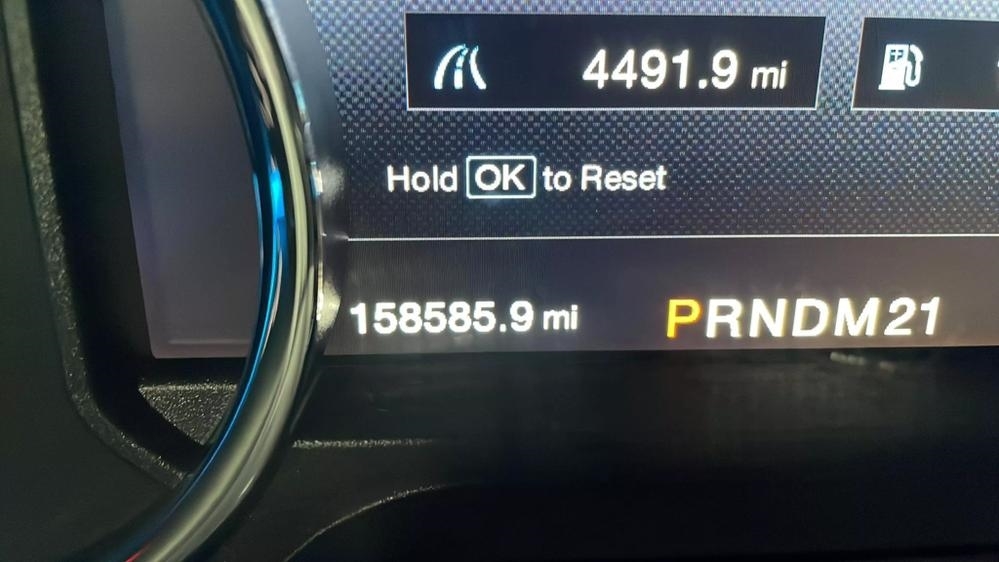 4491.9 mi
Hold OK to Reset
158585.9 mi PRNDM21